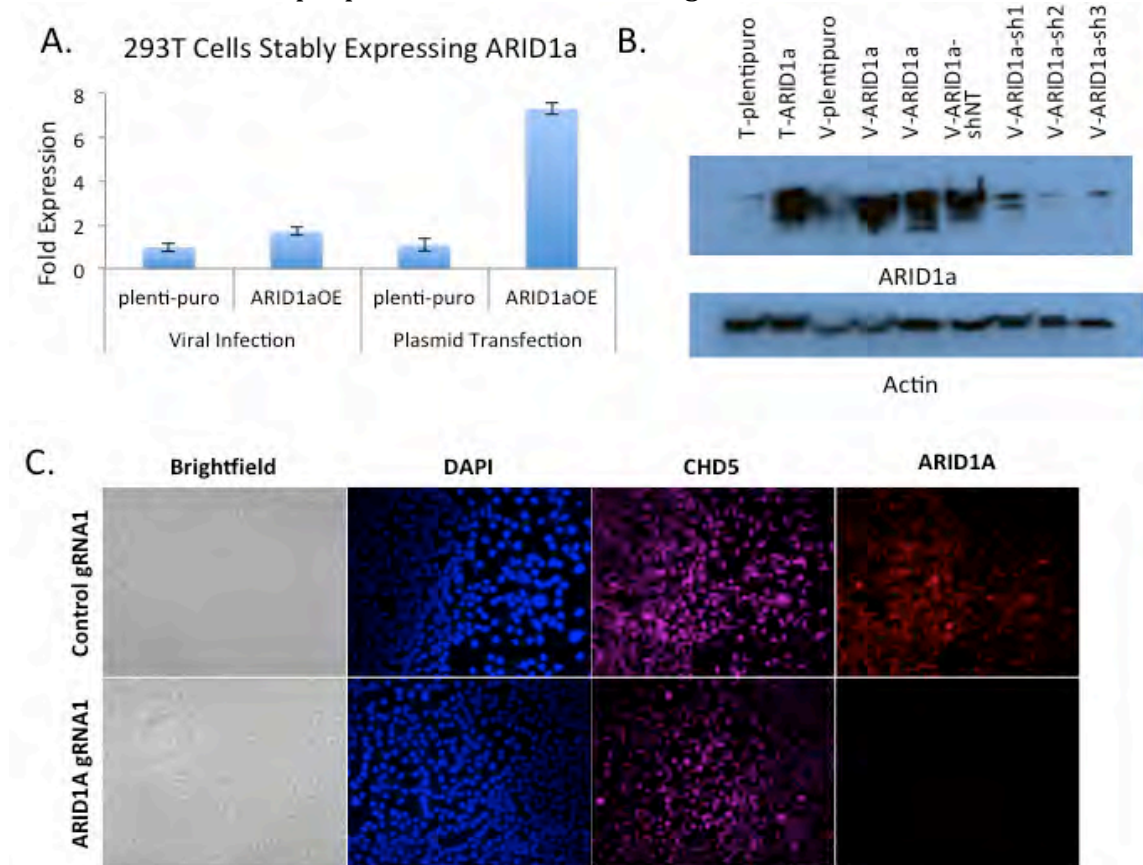 A.
293T Cells Stably Expressing ARID1a
8
6
4
2
0
Fold Expression
plenti-puro
ARID1aOE
plenti-puro
ARID1aOE
Viral Infection
Plasmid Transfection
B.
T-plentipuro
T-ARID1a
V-plentipuro
V-ARID1a
V-ARID1a
V-ARID1a-
shNT
V-ARID1a-sh1
V-ARID1a-sh2
V-ARID1a-sh3
ARID1a
Actin
C.
Brightfield
DAPI
CHD5
ARID1A
Control gRNA1
ARID1A gRNA1